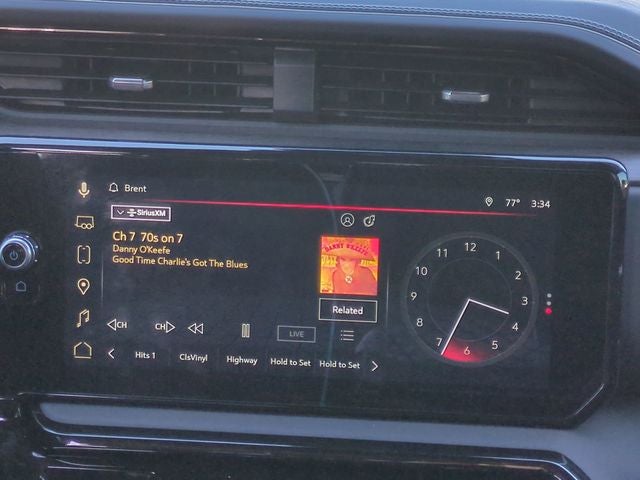 Brent
77° 3:34
SiriusXM
Ch 7 70s on 7
Danny O'Keefe
Good Time Charlie's Got The Blues
DANNY O'KEEFE
Related
CH
CH
LIVE
Hits 1 ClsVinyl Highway Hold to Set Hold to Set
12
1
2
3
4
5
6
7
8
9
10
11